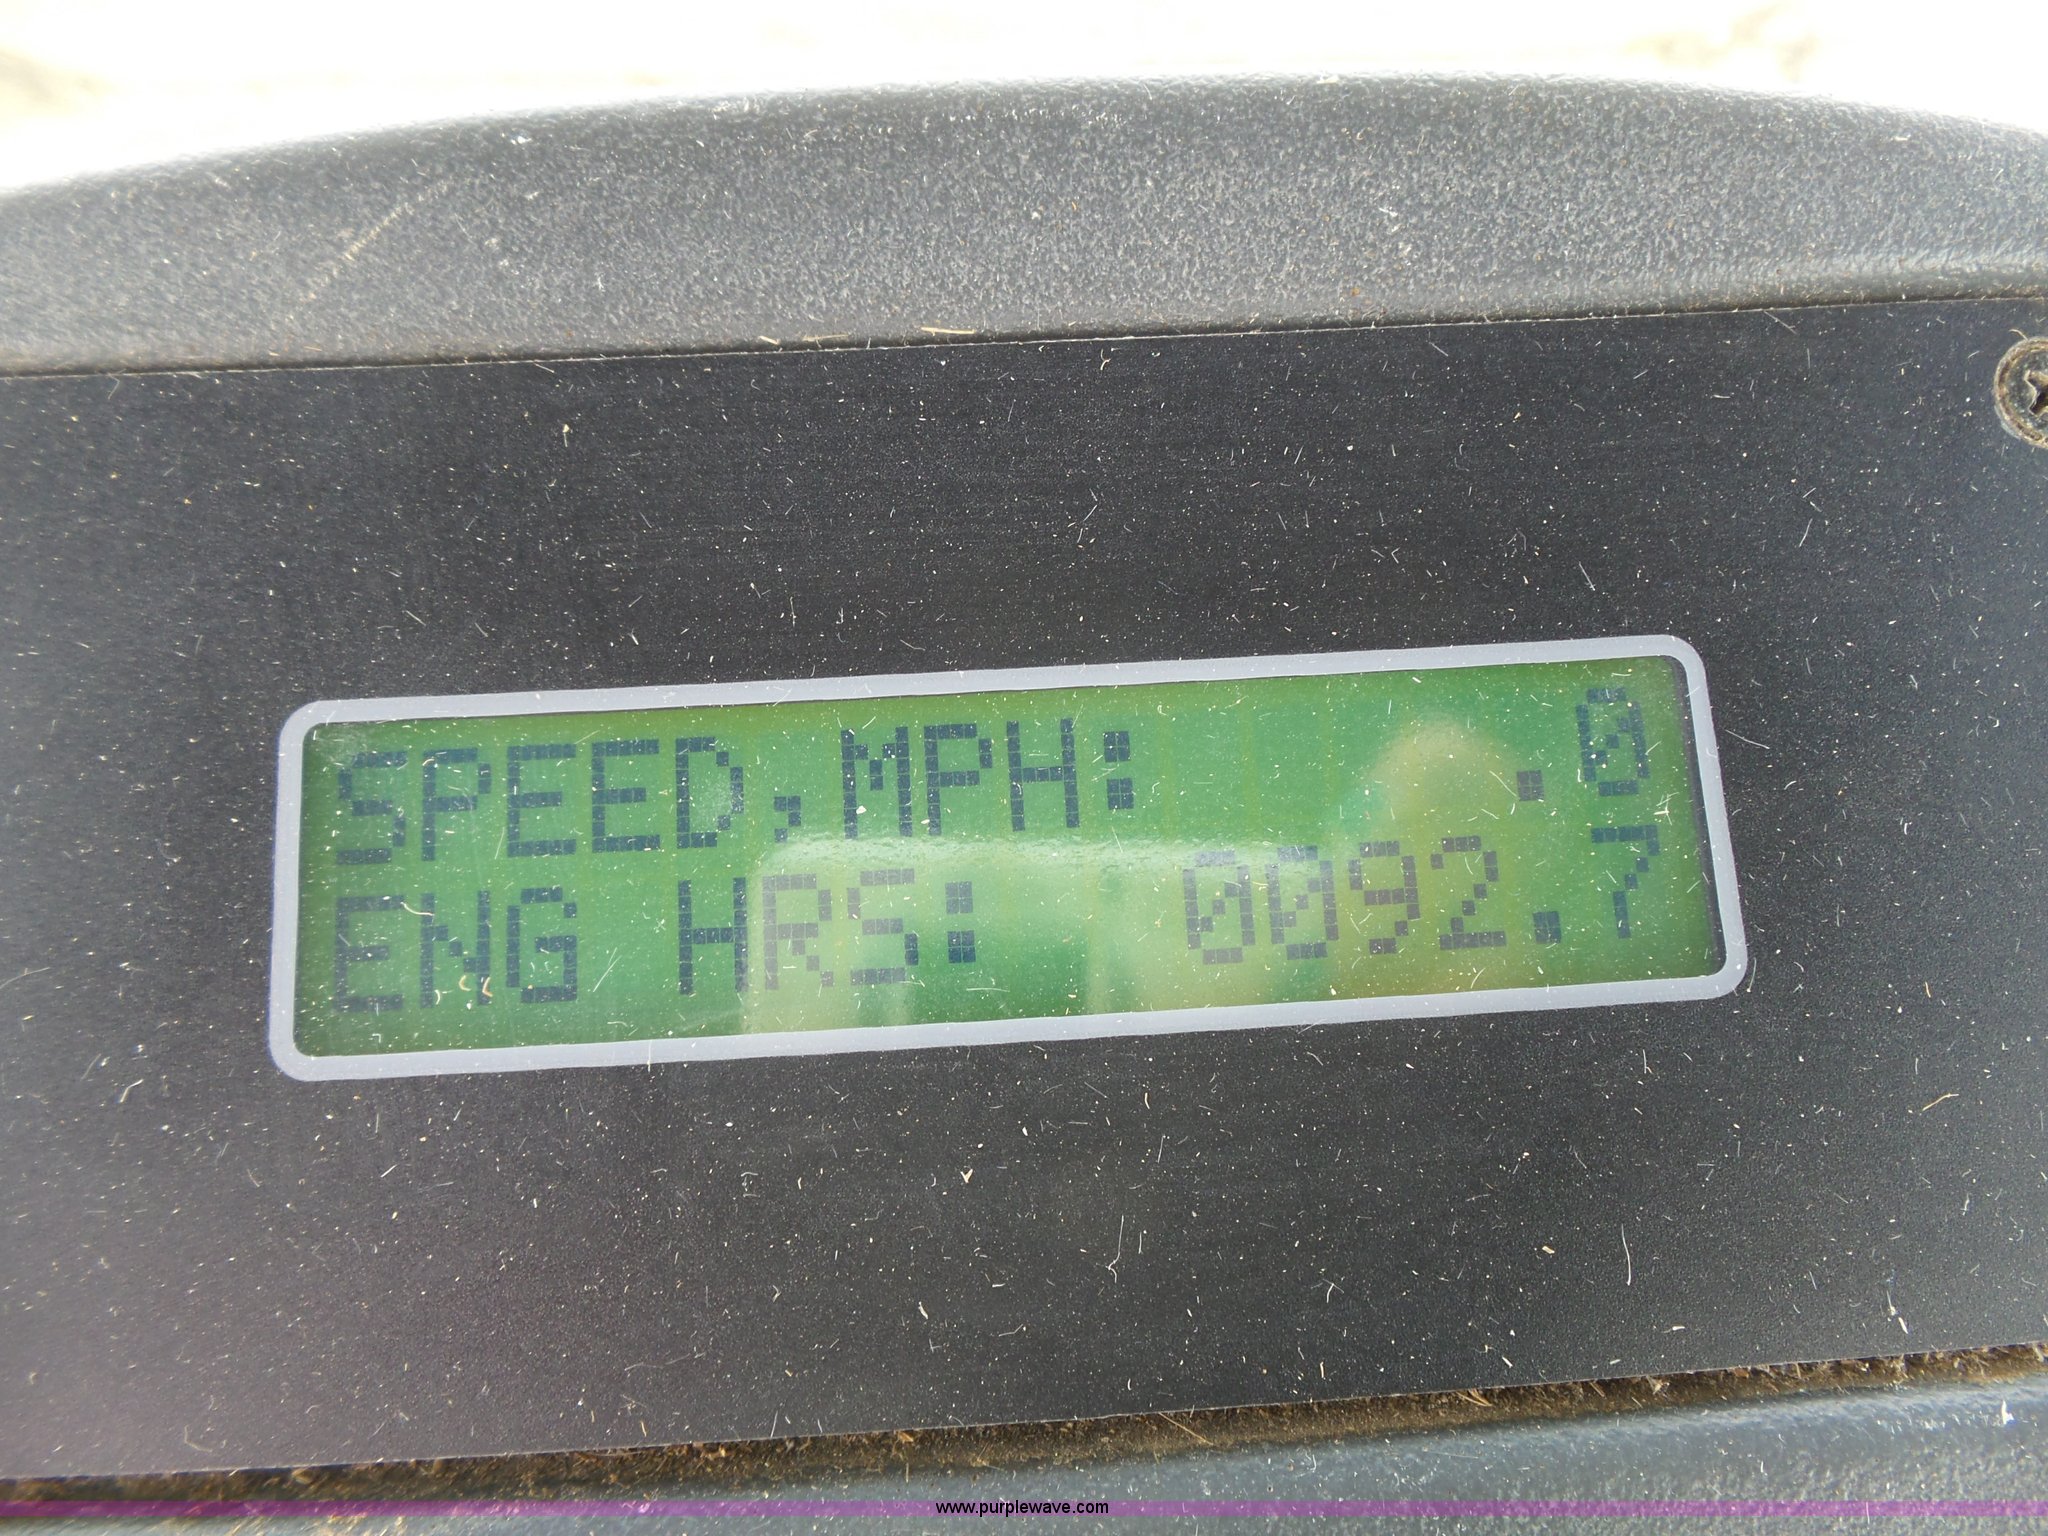 SPEED,MPH: .0
ENG HRS: 0092.7
www.purplewave.com